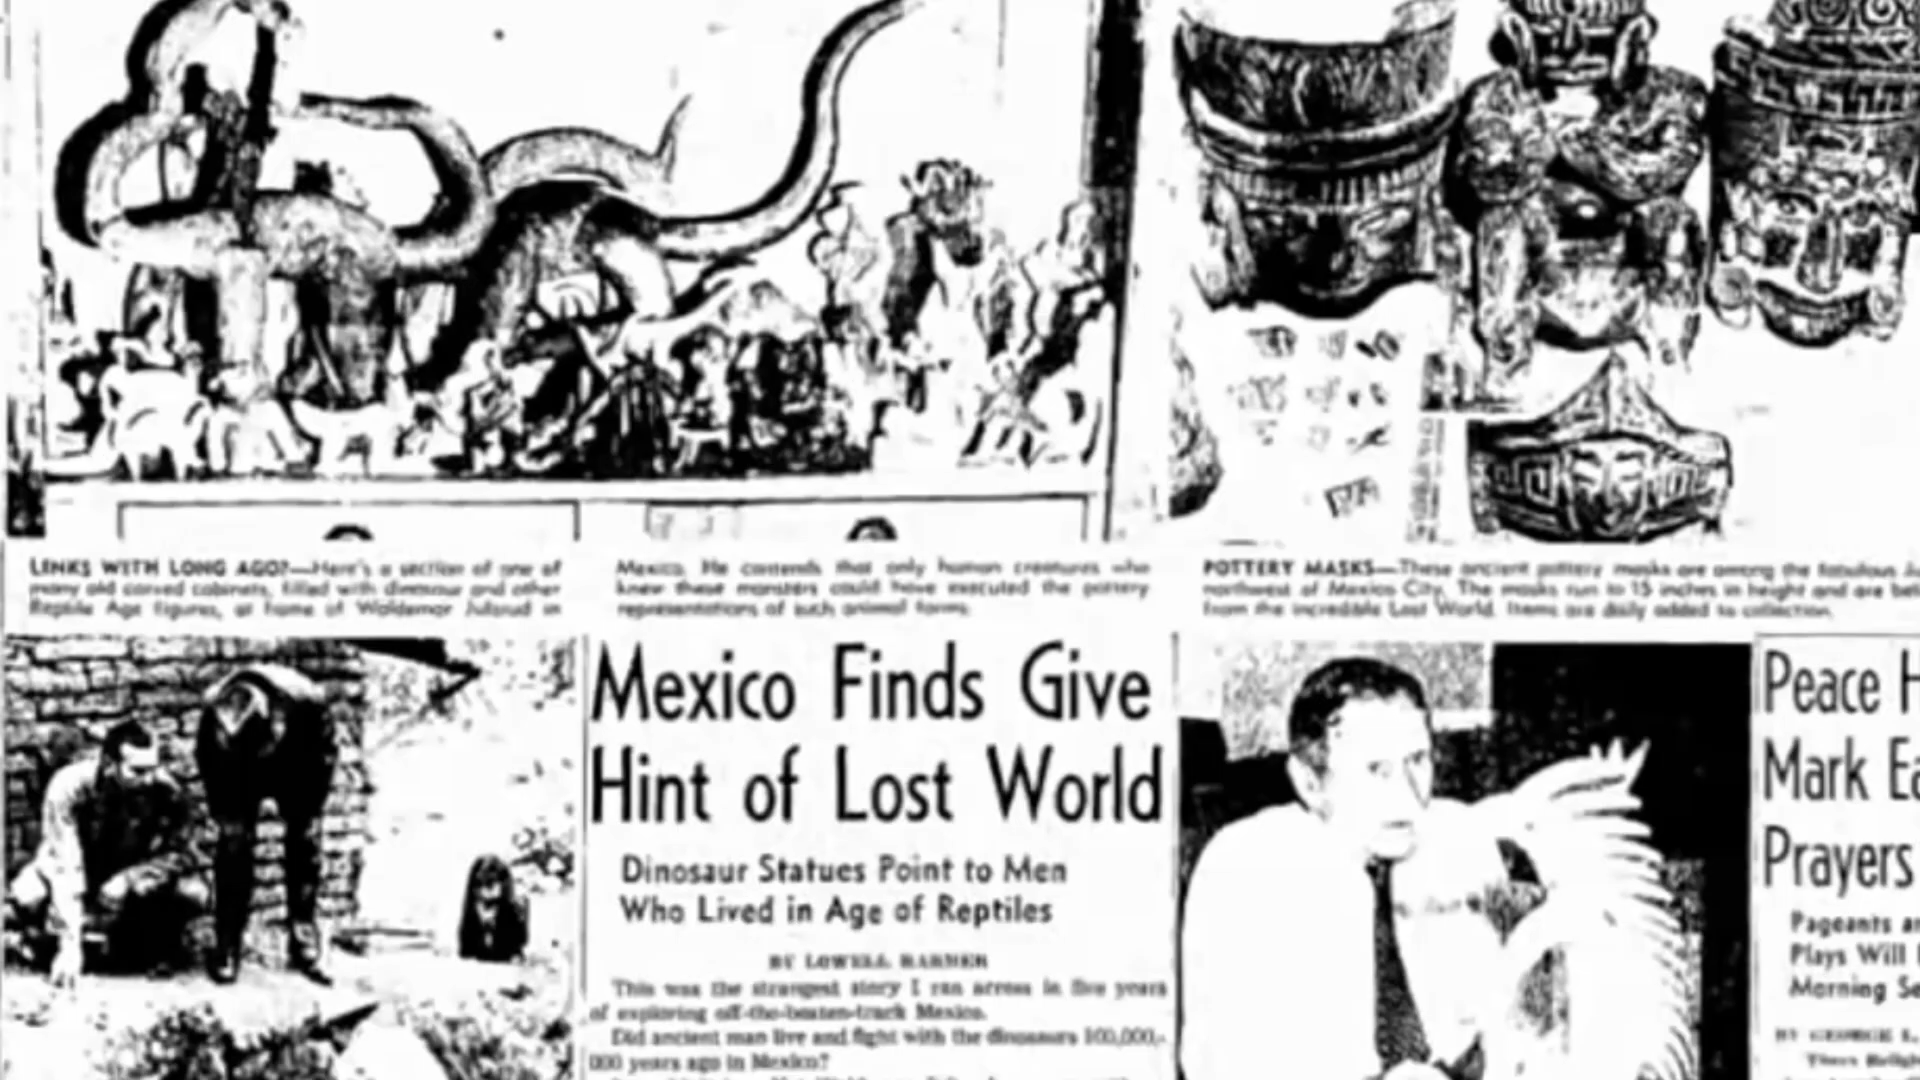 LINKS WITH LONG AGO?—Here's a section of one of
many old carved cabinets, filled with dinosaur and other
Reptile Age figures, at home of Waldemar Julsrud in
Mexico. He contends that only human creatures who
knew these monsters could have executed the pottery
representations of such animal forms.
POTTERY MASKS—These ancient pottery masks are among the fabulous
northwest of Mexico City. The masks run to 15 inches in height and are
from the incredible Lost World. Items are daily added to collection.
Mexico Finds Give
Hint of Lost World
Dinosaur Statues Point to Men
Who Lived in Age of Reptiles
BY LOWELL HARMER
This was the strangest story I ran across in five years
of exploring off-the-beaten-track Mexico.
Did ancient man live and fight with the dinosaurs 100,000,-
000 years ago in Mexico?
Peace H
Mark Ea
Prayers
Pageants an
Plays Will
Morning Se
BY GEORGE L.
Times